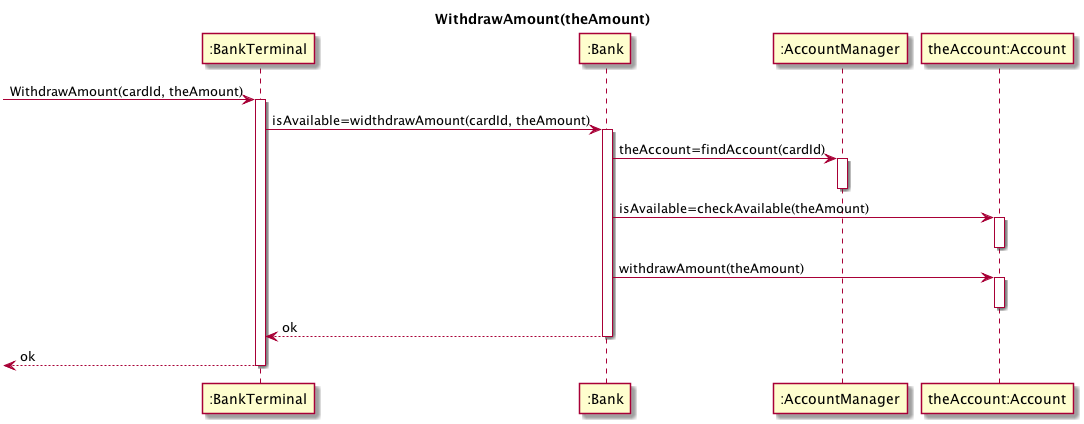 WithdrawAmount(theAmount)
:BankTerminal
:Bank
:AccountManager
theAccount:Account
WithdrawAmount(cardId, theAmount)
isAvailable=widthdrawAmount(cardId, theAmount)
theAccount=findAccount(cardId)
isAvailable=checkAvailable(theAmount)
withdrawAmount(theAmount)
ok
ok
:BankTerminal
:Bank
:AccountManager
theAccount:Account